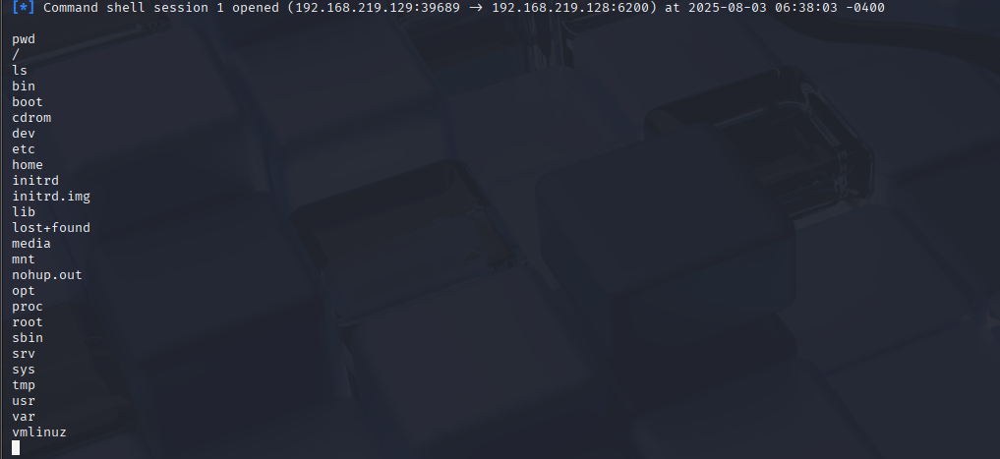 [*] Command shell session 1 opened (192.168.219.129:39689 → 192.168.219.128:6200) at 2025-08-03 06:38:03 -0400
pwd
/
ls
bin
boot
cdrom
dev
etc
home
initrd
initrd.img
lib
lost+found
media
mnt
nohup.out
opt
proc
root
sbin
srv
sys
tmp
usr
var
vmlinuz